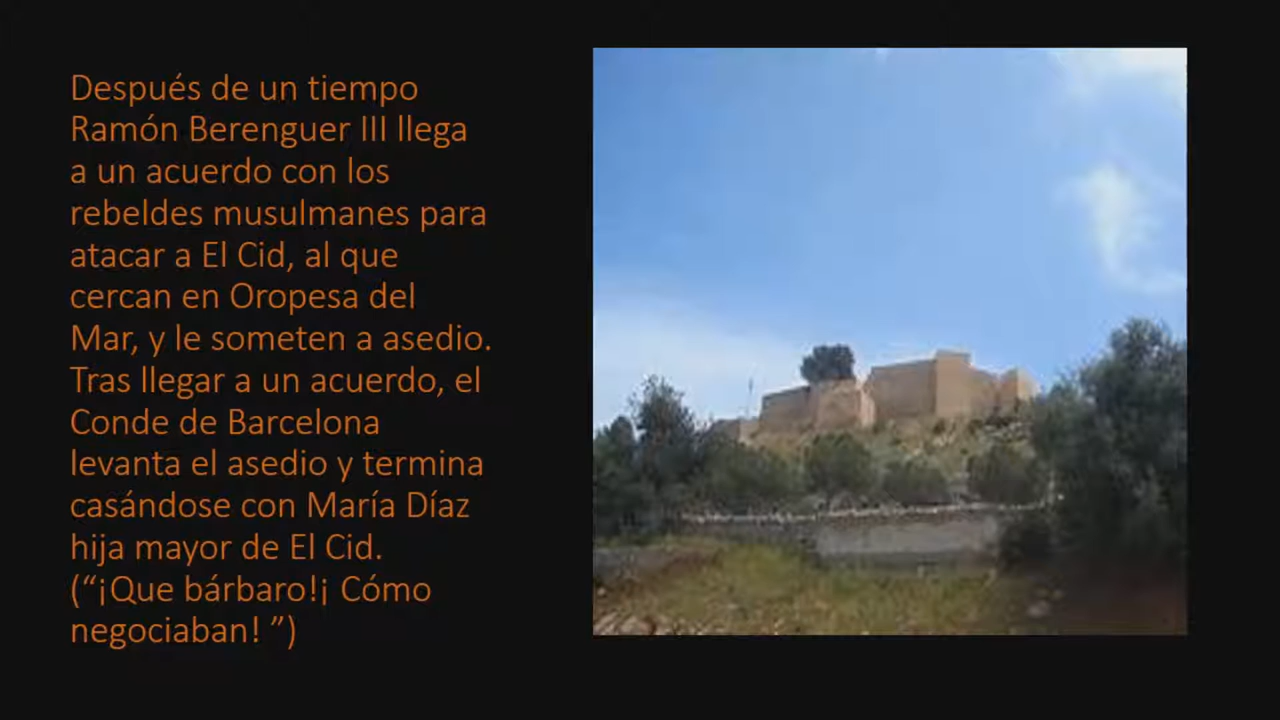 Después de un tiempo
Ramón Berenguer III llega
a un acuerdo con los
rebeldes musulmanes para
atacar a El Cid, al que
cercan en Oropesa del
Mar, y le someten a asedio.
Tras llegar a un acuerdo, el
Conde de Barcelona
levanta el asedio y termina
casándose con María Díaz
hija mayor de El Cid.
(“¡Que bárbaro!¡ Cómo
negociaban! ”)